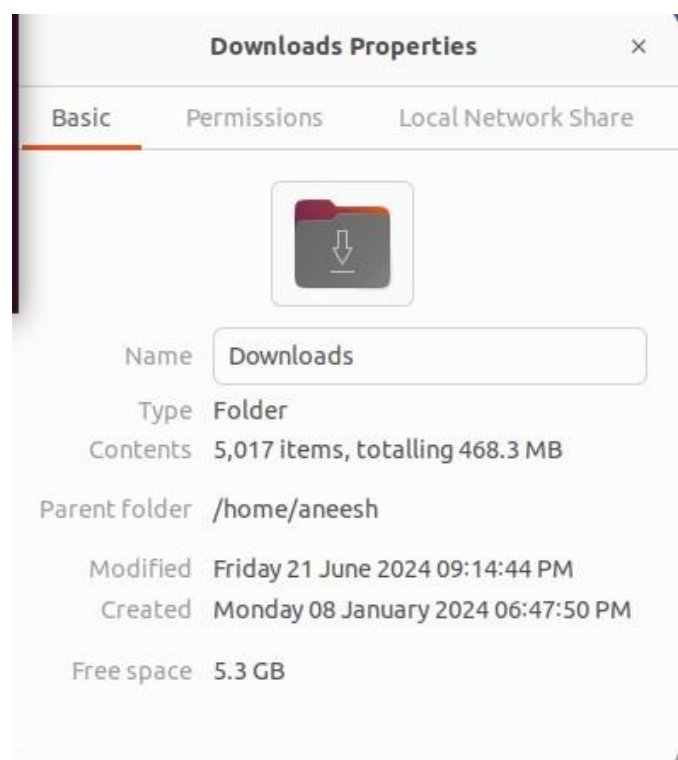 Downloads Properties ×
Basic Permissions Local Network Share
Name Downloads
Type Folder
Contents 5,017 items, totalling 468.3 MB
Parent folder /home/aneesh
Modified Friday 21 June 2024 09:14:44 PM
Created Monday 08 January 2024 06:47:50 PM
Free space 5.3 GB